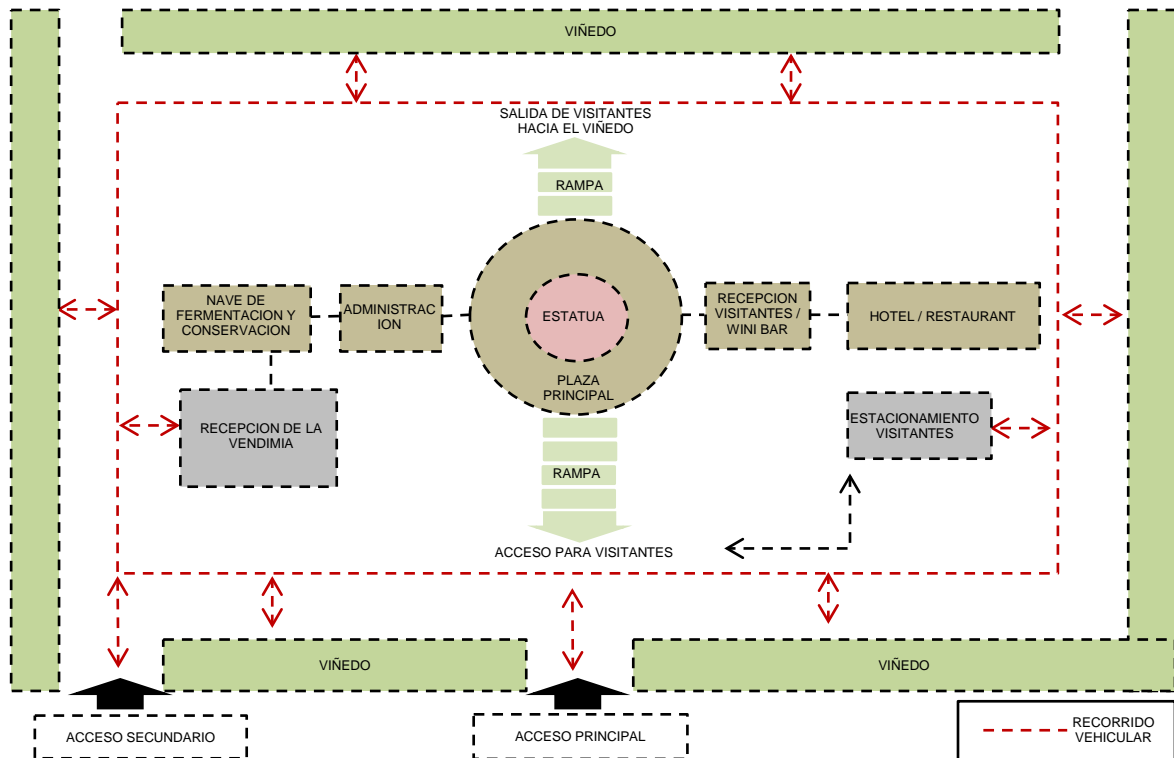 VIÑEDO
SALIDA DE VISITANTES
HACIA EL VIÑEDO
RAMPA
NAVE DE
FERMENTACION Y
CONSERVACION
ADMINISTRAC
ION
ESTATUA
PLAZA
PRINCIPAL
RECEPCION
VISITANTES /
WINI BAR
HOTEL / RESTAURANT
RECEPCION DE LA
VENDIMIA
ESTACIONAMIENTO
VISITANTES
RAMPA
ACCESO PARA VISITANTES
VIÑEDO
VIÑEDO
ACCESO SECUNDARIO
ACCESO PRINCIPAL
RECORRIDO
VEHICULAR